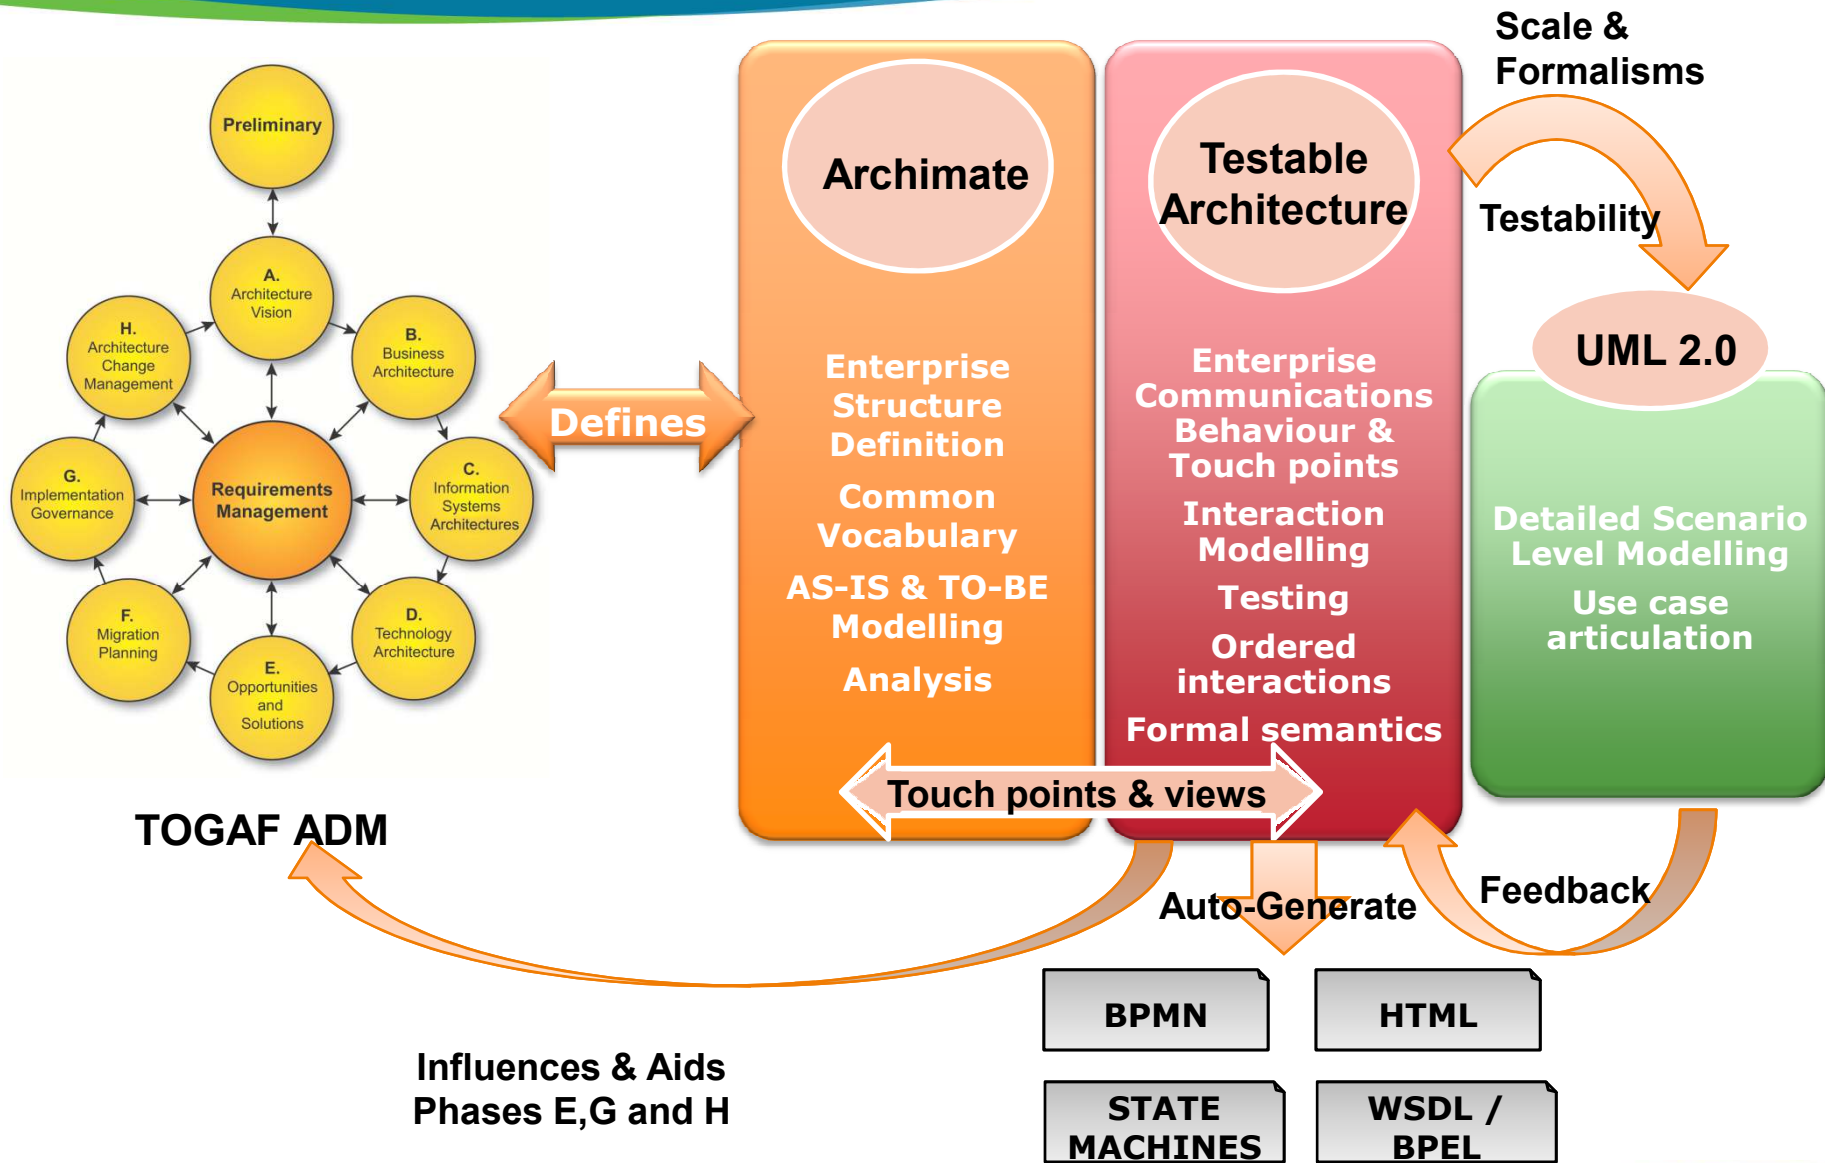 Preliminary
A.
Architecture
Vision
B.
Business
Architecture
C.
Information
Systems
Architectures
D.
Technology
Architecture
E.
Opportunities
and
Solutions
F.
Migration
Planning
G.
Implementation
Governance
H.
Architecture
Change
Management
Requirements
Management
TOGAF ADM
Defines
Archimate
Enterprise
Structure
Definition
Common
Vocabulary
AS-IS & TO-BE
Modelling
Analysis
Testable
Architecture
Enterprise
Communications
Behaviour &
Touch points
Interaction
Modelling
Testing
Ordered
interactions
Formal semantics
Touch points & views
Scale &
Formalisms
Testability
UML 2.0
Detailed Scenario
Level Modelling
Use case
articulation
Feedback
Auto-Generate
BPMN
HTML
STATE
MACHINES
WSDL /
BPEL
Influences & Aids
Phases E,G and H